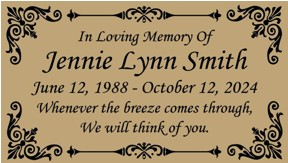 In Loving Memory Of
Jennie Lynn Smith
June 12, 1988 - October 12, 2024
Whenever the breeze comes through,
We will think of you.